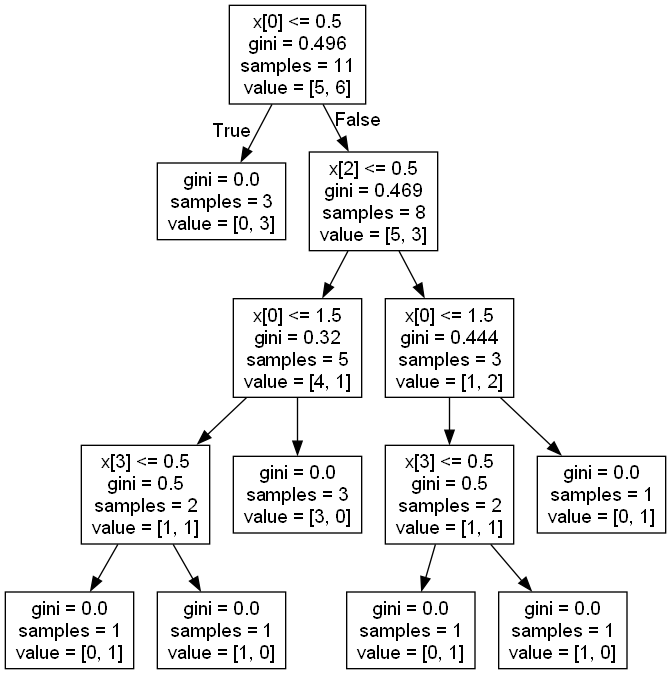 x[0] <= 0.5
gini = 0.496
samples = 11
value = [5, 6]
True
False
gini = 0.0
samples = 3
value = [0, 3]
x[2] <= 0.5
gini = 0.469
samples = 8
value = [5, 3]
x[0] <= 1.5
gini = 0.32
samples = 5
value = [4, 1]
x[0] <= 1.5
gini = 0.444
samples = 3
value = [1, 2]
x[3] <= 0.5
gini = 0.5
samples = 2
value = [1, 1]
gini = 0.0
samples = 3
value = [3, 0]
x[3] <= 0.5
gini = 0.5
samples = 2
value = [1, 1]
gini = 0.0
samples = 1
value = [0, 1]
gini = 0.0
samples = 1
value = [0, 1]
gini = 0.0
samples = 1
value = [1, 0]
gini = 0.0
samples = 1
value = [0, 1]
gini = 0.0
samples = 1
value = [1, 0]